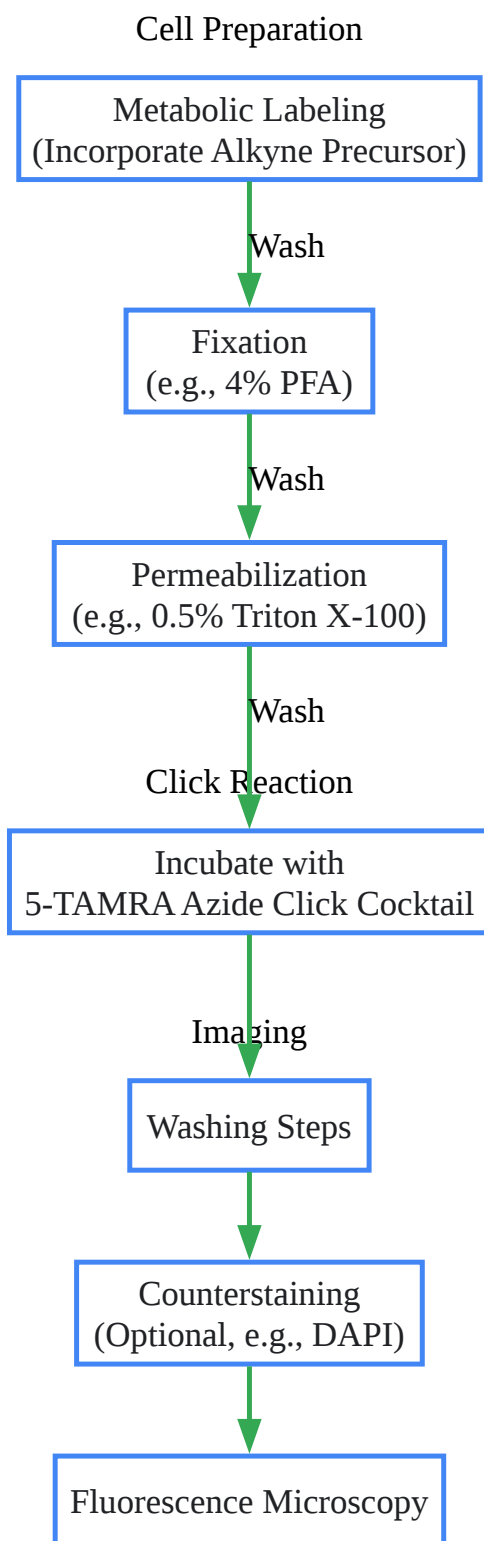 Cell Preparation
Metabolic Labeling
(Incorporate Alkyne Precursor)
Wash
Fixation
(e.g., 4% PFA)
Wash
Permeabilization
(e.g., 0.5% Triton X-100)
Wash
Click Reaction
Incubate with
5-TAMRA Azide Click Cocktail
Imaging
Washing Steps
Counterstaining
(Optional, e.g., DAPI)
Fluorescence Microscopy